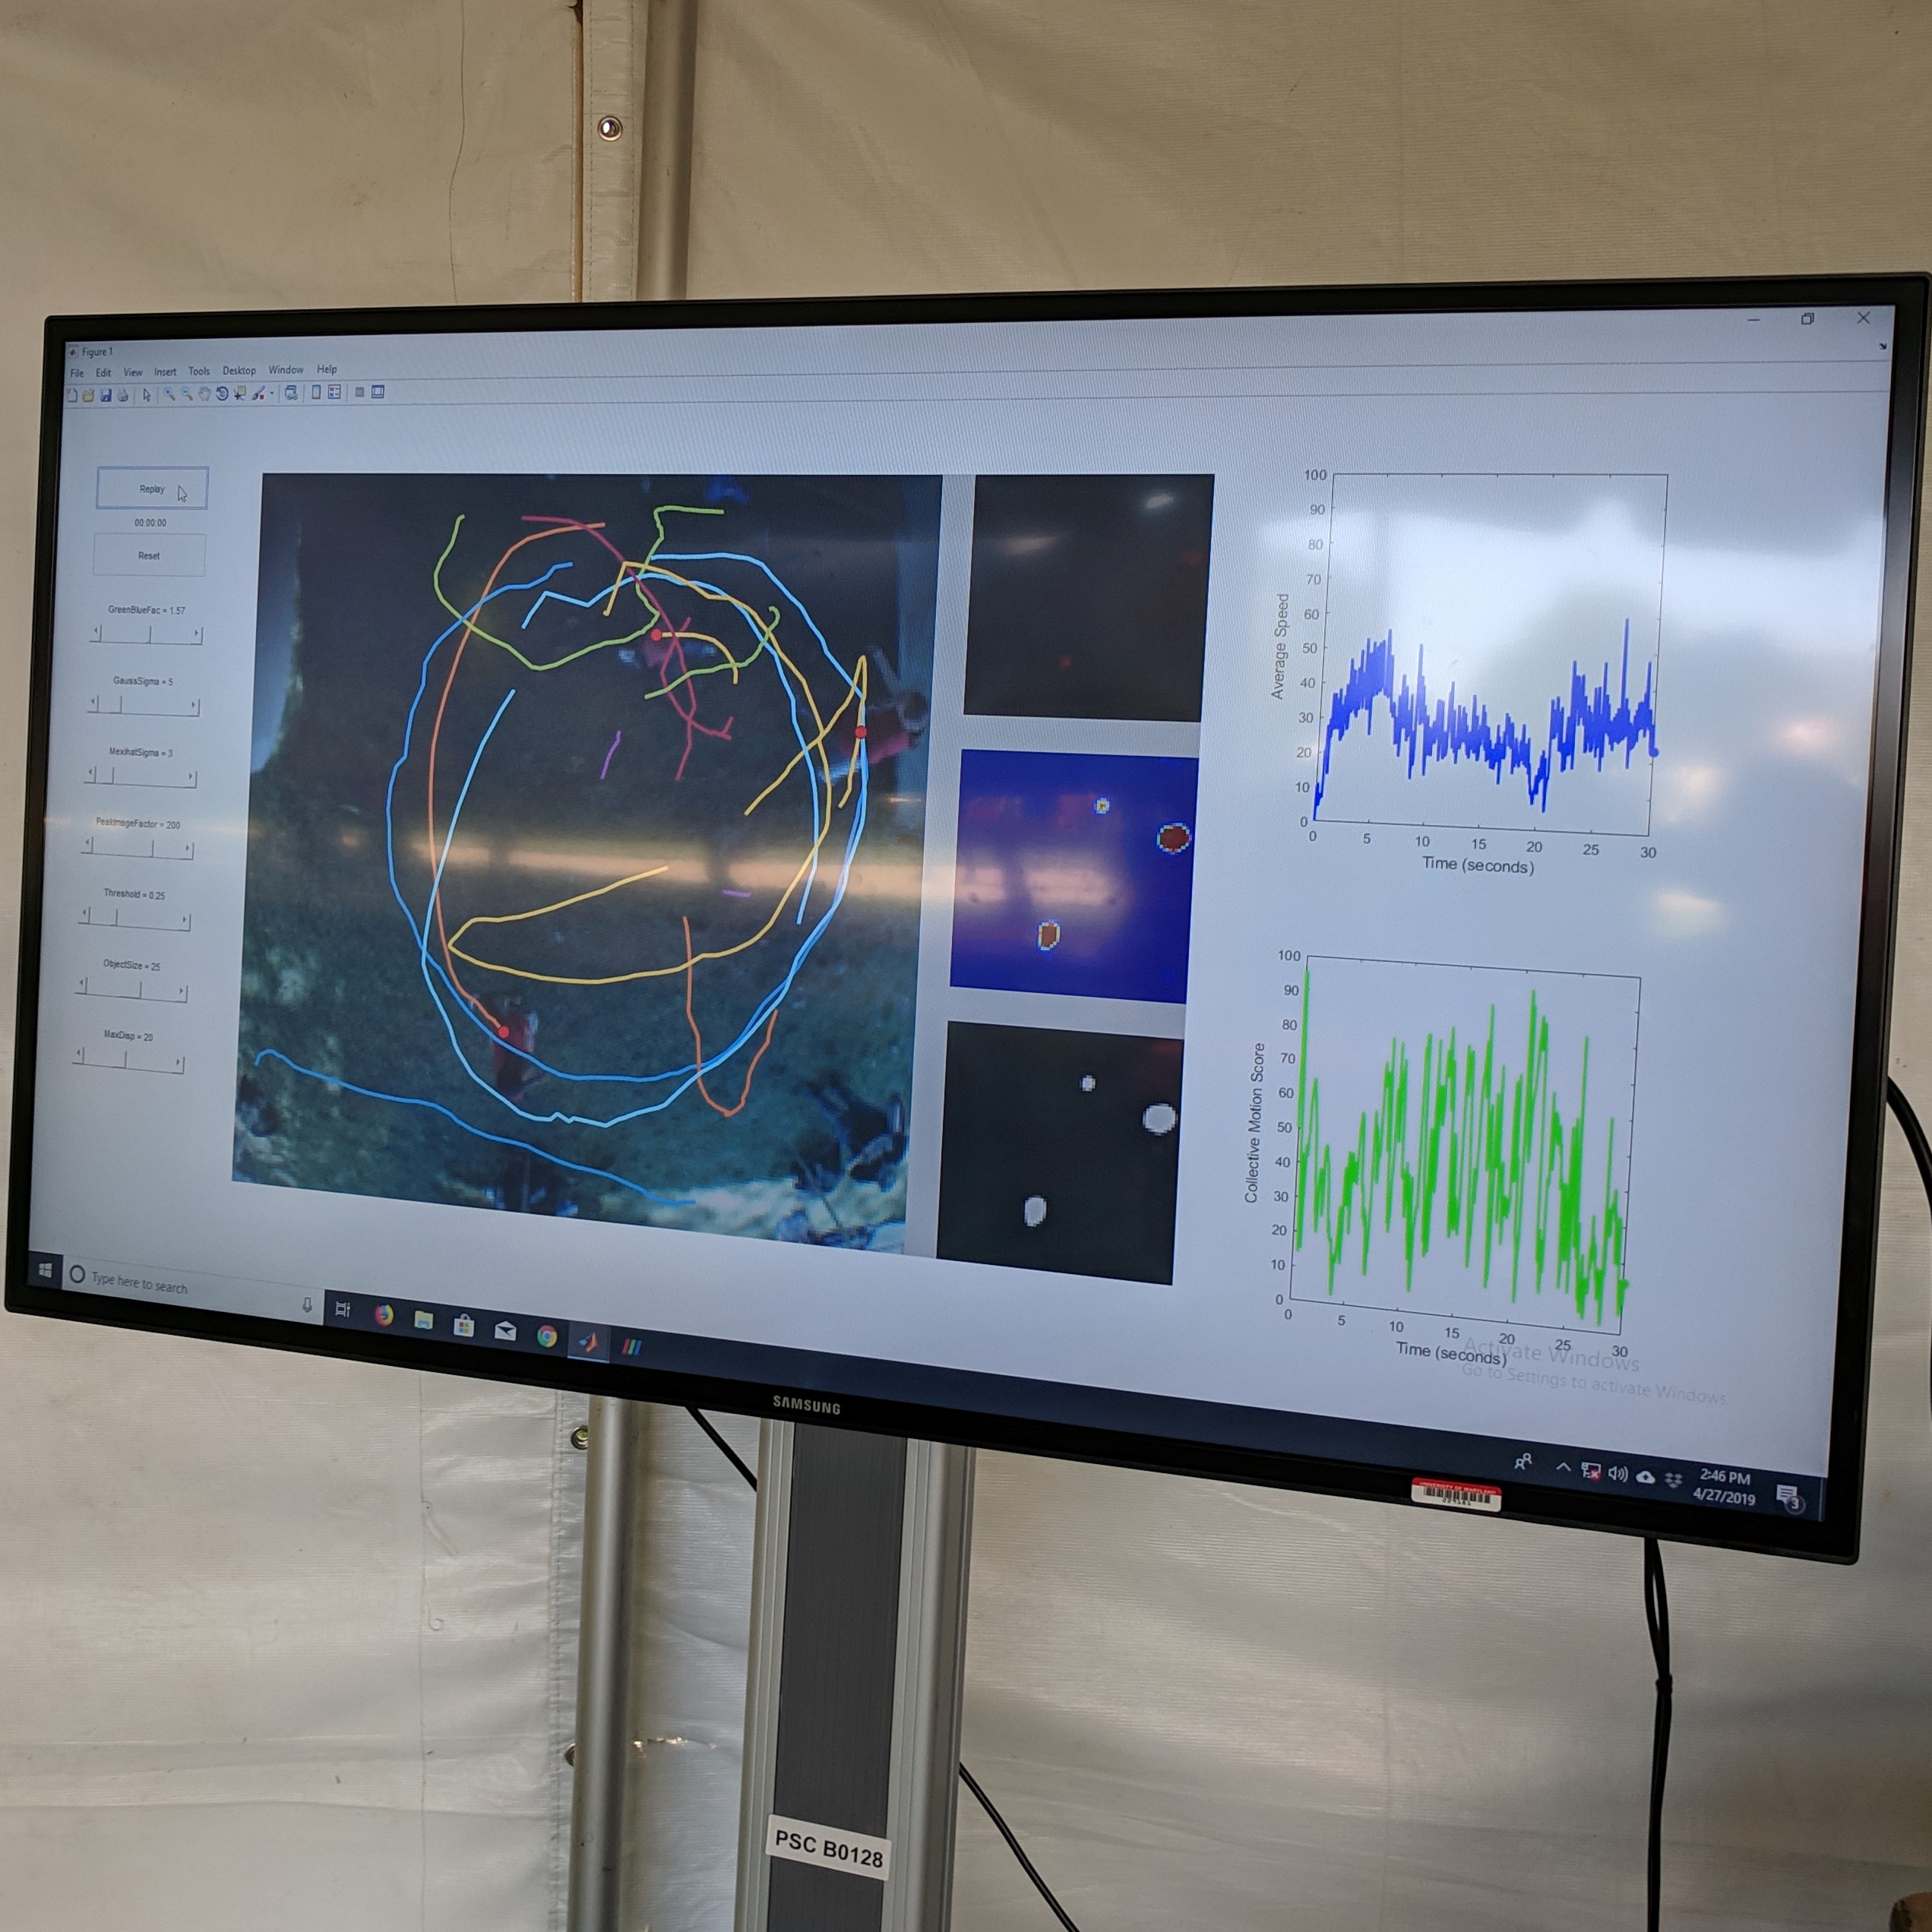 Figure 1
File Edit View Insert Tools Desktop Window Help
Replay
00:00:00
Reset
GreenBlueFac = 1.57
GaussSigma = 5
MexihatSigma = 3
PeakImageFactor = 200
Threshold = 0.25
ObjectSize = 25
MaxDisp = 20
100
90
80
70
60
50
40
30
20
10
0
Average Speed
0 5 10 15 20 25 30
Time (seconds)
100
90
80
70
60
50
40
30
20
10
0
Collective Motion Score
0 5 10 15 20 25 30
Time (seconds)
Activate Windows
Go to Settings to activate Windows.
Type here to search
2:46 PM
4/27/2019
3
SAMSUNG
UNIVERSITY OF MARYLAND
PSC B0128